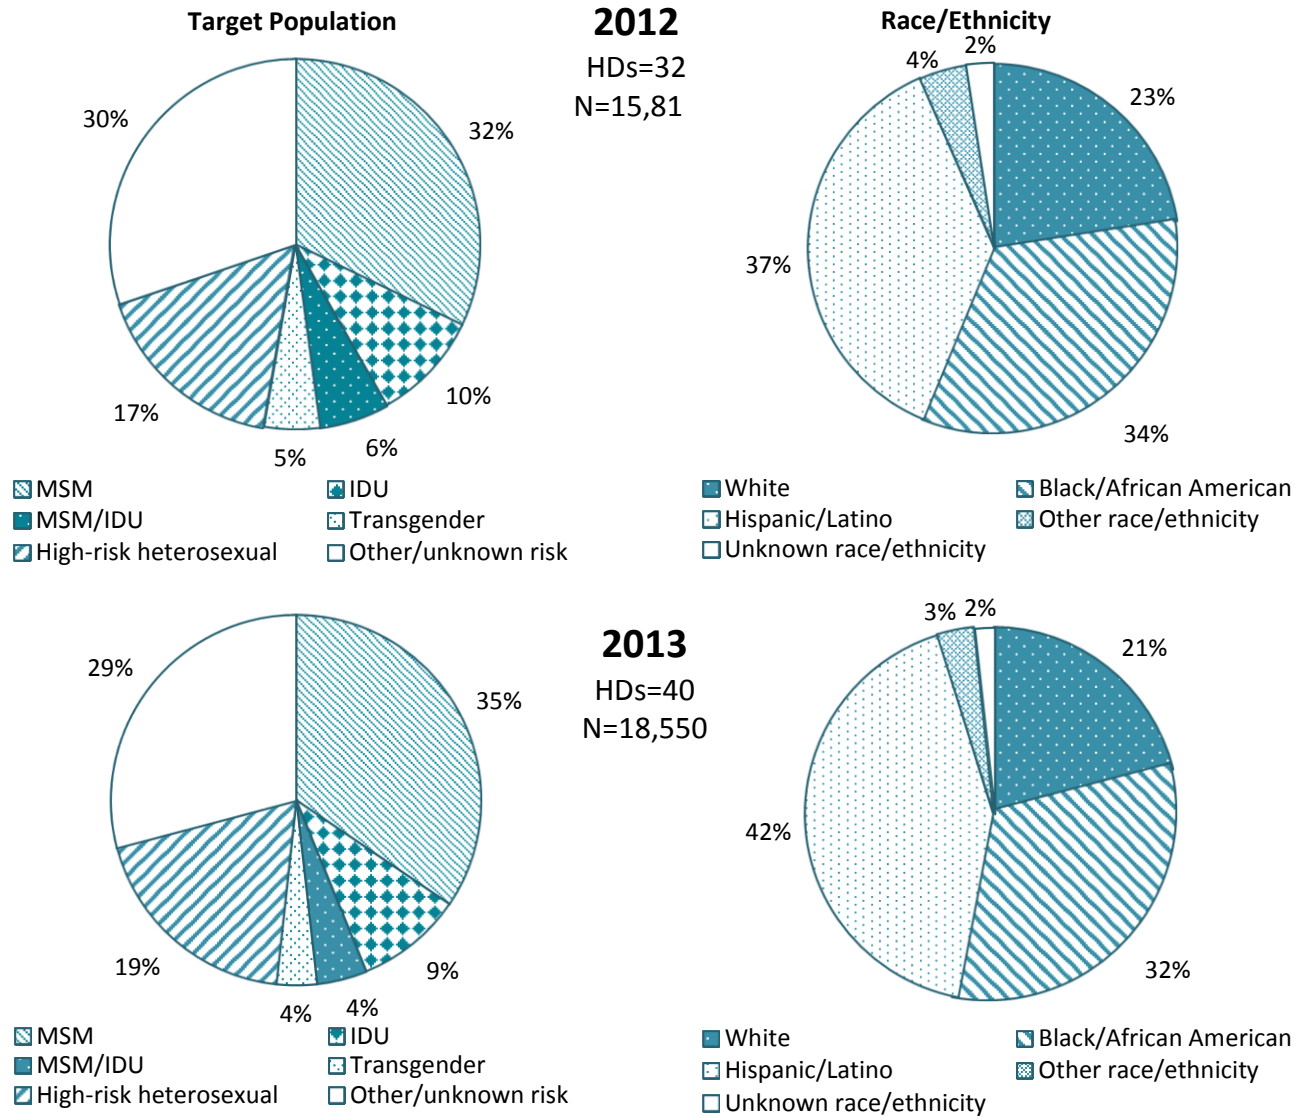 Target Population
2012
Race/Ethnicity
HDs=32
N=15,81
30%
32%
10%
6%
5%
17%
2%
4%
23%
37%
34%
MSM
IDU
MSM/IDU
Transgender
High-risk heterosexual
Other/unknown risk
White
Black/African American
Hispanic/Latino
Other race/ethnicity
Unknown race/ethnicity
2013
HDs=40
N=18,550
29%
35%
9%
4%
4%
19%
3%
2%
21%
42%
32%
MSM
IDU
MSM/IDU
Transgender
High-risk heterosexual
Other/unknown risk
White
Black/African American
Hispanic/Latino
Other race/ethnicity
Unknown race/ethnicity